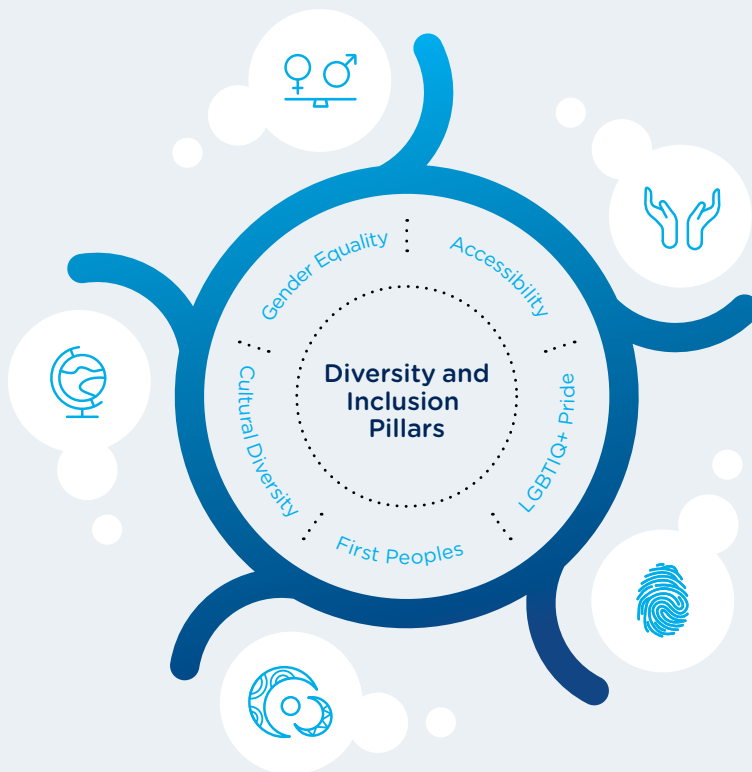 Gender Equality
Accessibility
Diversity and
Inclusion
Pillars
Cultural Diversity
LGBTIQ+ Pride
First Peoples